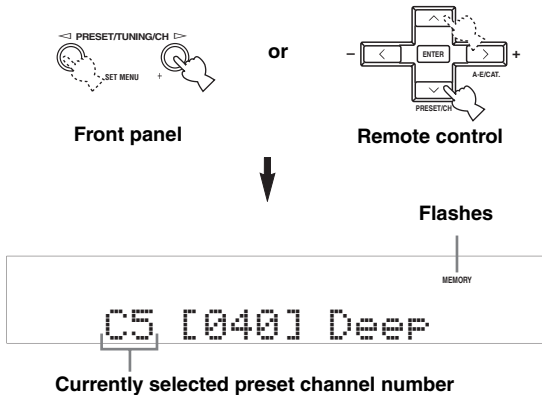 ◁ PRESET/TUNING/CH ▷
SET MENU +
Front panel
or
– ENTER +
A-E/CAT.
PRESET/CH
Remote control
Flashes
MEMORY
C5 [040] Deep
Currently selected preset channel number